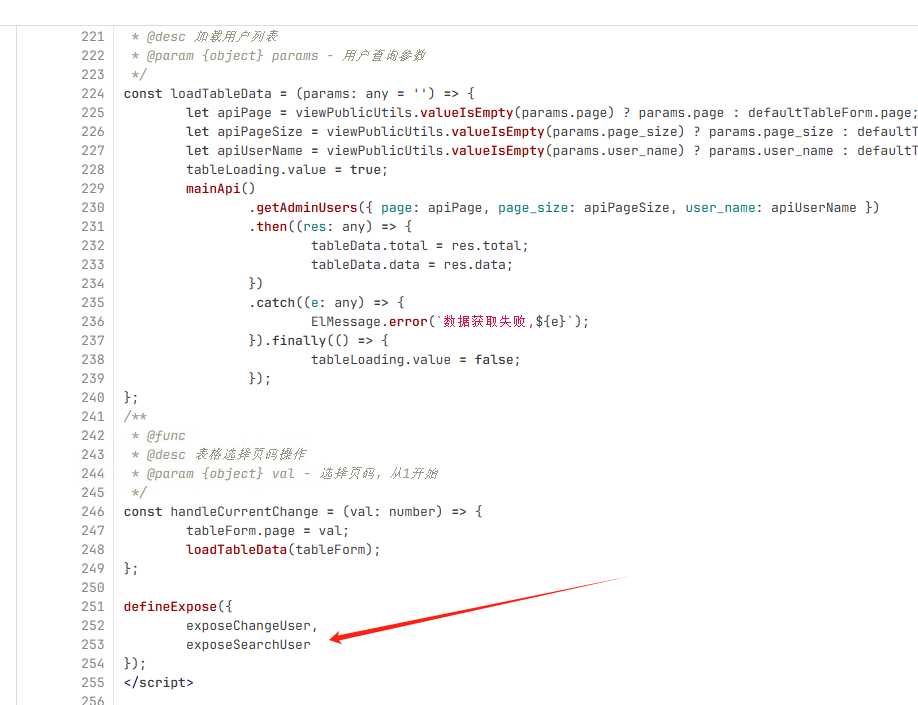 221 * @desc 加载用户列表
222 * @param {object} params - 用户查询参数
223 */
224 const loadTableData = (params: any = '') => {
225 let apiPage = viewPublicUtils.valueIsEmpty(params.page) ? params.page : defaultTableForm.page;
226 let apiPageSize = viewPublicUtils.valueIsEmpty(params.page_size) ? params.page_size : defaultT
227 let apiUserName = viewPublicUtils.valueIsEmpty(params.user_name) ? params.user_name : defaultT
228 tableLoading.value = true;
229 mainApi()
230 .getAdminUsers({ page: apiPage, page_size: apiPageSize, user_name: apiUserName })
231 .then((res: any) => {
232 tableData.total = res.total;
233 tableData.data = res.data;
234 })
235 .catch((e: any) => {
236 ElMessage.error(`数据获取失败,${e}`);
237 }).finally(() => {
238 tableLoading.value = false;
239 });
240 };
241 /**
242 * @func
243 * @desc 表格选择页码操作
244 * @param {object} val - 选择页码，从1开始
245 */
246 const handleCurrentChange = (val: number) => {
247 tableForm.page = val;
248 loadTableData(tableForm);
249 };
250
251 defineExpose({
252 exposeChangeUser,
253 exposeSearchUser
254 });
255 </script>
256